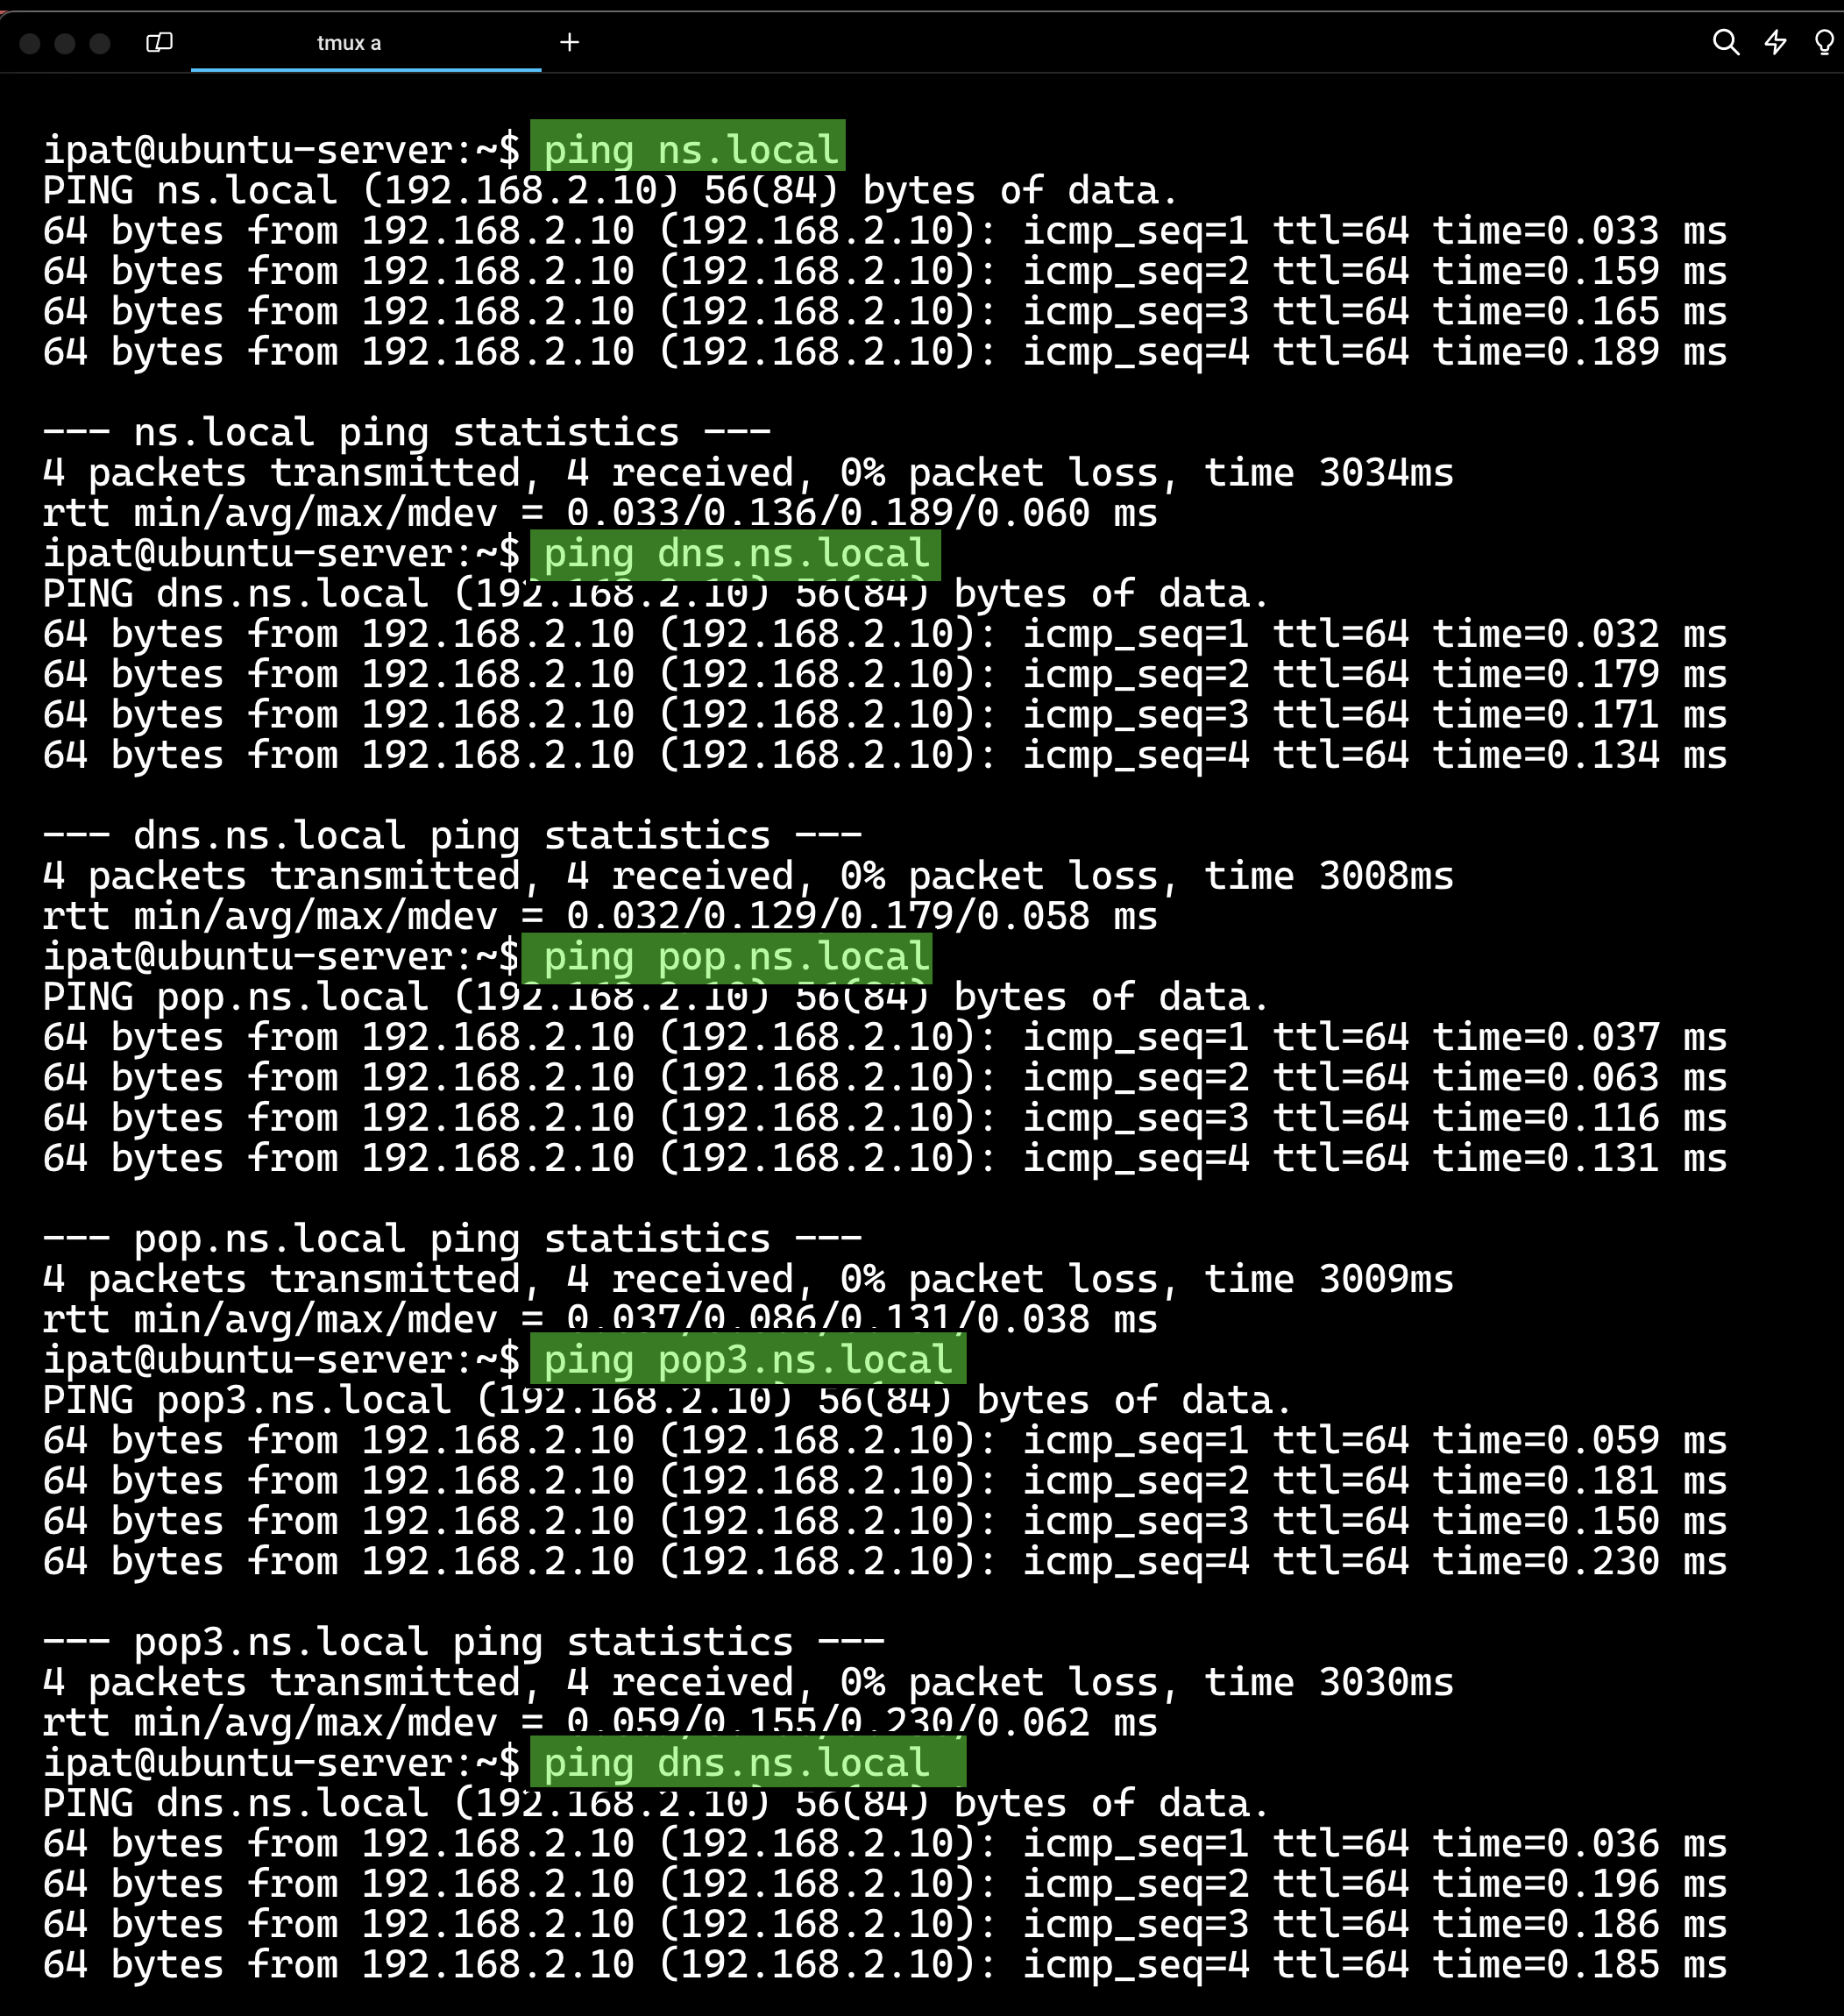 tmux a
ipat@ubuntu-server:~$ ping ns.local
PING ns.local (192.168.2.10) 56(84) bytes of data.
64 bytes from 192.168.2.10 (192.168.2.10): icmp_seq=1 ttl=64 time=0.033 ms
64 bytes from 192.168.2.10 (192.168.2.10): icmp_seq=2 ttl=64 time=0.159 ms
64 bytes from 192.168.2.10 (192.168.2.10): icmp_seq=3 ttl=64 time=0.165 ms
64 bytes from 192.168.2.10 (192.168.2.10): icmp_seq=4 ttl=64 time=0.189 ms
--- ns.local ping statistics ---
4 packets transmitted, 4 received, 0% packet loss, time 3034ms
rtt min/avg/max/mdev = 0.033/0.136/0.189/0.060 ms
ipat@ubuntu-server:~$ ping dns.ns.local
PING dns.ns.local (192.168.2.10) 56(84) bytes of data.
64 bytes from 192.168.2.10 (192.168.2.10): icmp_seq=1 ttl=64 time=0.032 ms
64 bytes from 192.168.2.10 (192.168.2.10): icmp_seq=2 ttl=64 time=0.179 ms
64 bytes from 192.168.2.10 (192.168.2.10): icmp_seq=3 ttl=64 time=0.171 ms
64 bytes from 192.168.2.10 (192.168.2.10): icmp_seq=4 ttl=64 time=0.134 ms
--- dns.ns.local ping statistics ---
4 packets transmitted, 4 received, 0% packet loss, time 3008ms
rtt min/avg/max/mdev = 0.032/0.129/0.179/0.058 ms
ipat@ubuntu-server:~$ ping pop.ns.local
PING pop.ns.local (192.168.2.10) 56(84) bytes of data.
64 bytes from 192.168.2.10 (192.168.2.10): icmp_seq=1 ttl=64 time=0.037 ms
64 bytes from 192.168.2.10 (192.168.2.10): icmp_seq=2 ttl=64 time=0.063 ms
64 bytes from 192.168.2.10 (192.168.2.10): icmp_seq=3 ttl=64 time=0.116 ms
64 bytes from 192.168.2.10 (192.168.2.10): icmp_seq=4 ttl=64 time=0.131 ms
--- pop.ns.local ping statistics ---
4 packets transmitted, 4 received, 0% packet loss, time 3009ms
rtt min/avg/max/mdev = 0.037/0.086/0.131/0.038 ms
ipat@ubuntu-server:~$ ping pop3.ns.local
PING pop3.ns.local (192.168.2.10) 56(84) bytes of data.
64 bytes from 192.168.2.10 (192.168.2.10): icmp_seq=1 ttl=64 time=0.059 ms
64 bytes from 192.168.2.10 (192.168.2.10): icmp_seq=2 ttl=64 time=0.181 ms
64 bytes from 192.168.2.10 (192.168.2.10): icmp_seq=3 ttl=64 time=0.150 ms
64 bytes from 192.168.2.10 (192.168.2.10): icmp_seq=4 ttl=64 time=0.230 ms
--- pop3.ns.local ping statistics ---
4 packets transmitted, 4 received, 0% packet loss, time 3030ms
rtt min/avg/max/mdev = 0.059/0.155/0.230/0.062 ms
ipat@ubuntu-server:~$ ping dns.ns.local
PING dns.ns.local (192.168.2.10) 56(84) bytes of data.
64 bytes from 192.168.2.10 (192.168.2.10): icmp_seq=1 ttl=64 time=0.036 ms
64 bytes from 192.168.2.10 (192.168.2.10): icmp_seq=2 ttl=64 time=0.196 ms
64 bytes from 192.168.2.10 (192.168.2.10): icmp_seq=3 ttl=64 time=0.186 ms
64 bytes from 192.168.2.10 (192.168.2.10): icmp_seq=4 ttl=64 time=0.185 ms